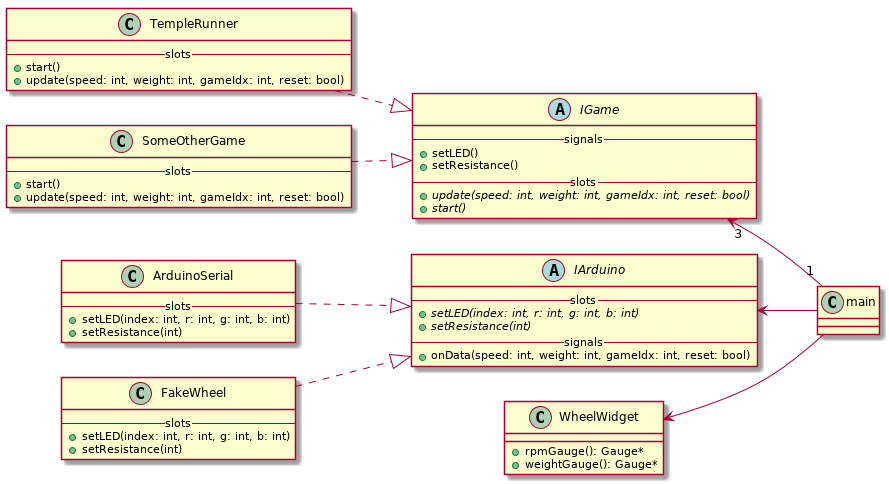 C TempleRunner
slots
start()
update(speed: int, weight: int, gameIdx: int, reset: bool)
C SomeOtherGame
slots
start()
update(speed: int, weight: int, gameIdx: int, reset: bool)
A IGame
signals
setLED()
setResistance()
slots
update(speed: int, weight: int, gameIdx: int, reset: bool)
start()
3
1
C ArduinoSerial
slots
setLED(index: int, r: int, g: int, b: int)
setResistance(int)
A IArduino
slots
setLED(index: int, r: int, g: int, b: int)
setResistance(int)
signals
onData(speed: int, weight: int, gameIdx: int, reset: bool)
C main
C FakeWheel
slots
setLED(index: int, r: int, g: int, b: int)
setResistance(int)
C WheelWidget
rpmGauge(): Gauge*
weightGauge(): Gauge*